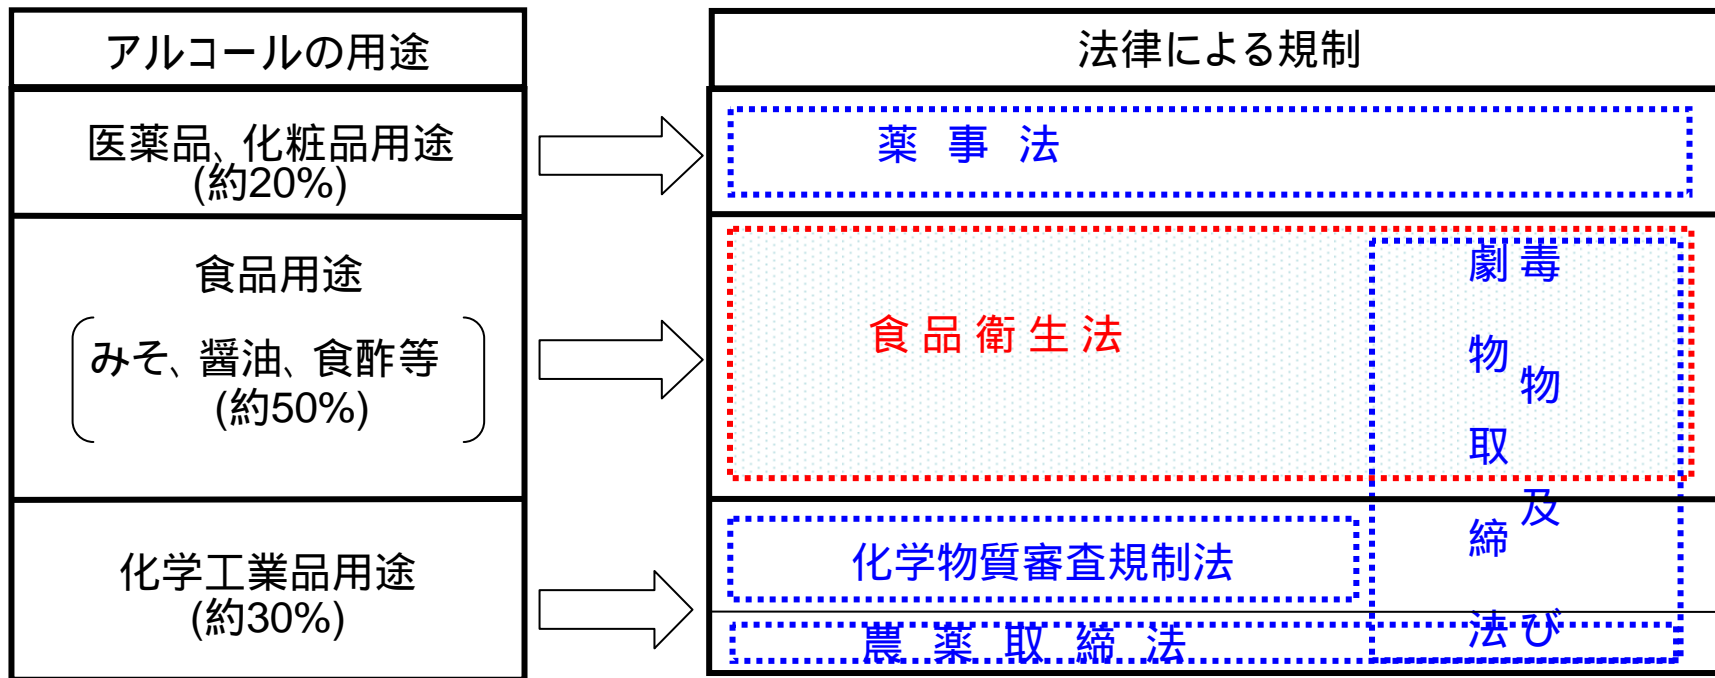 アルコールの用途
法律による規制
医薬品、化粧品用途
(約20%)
薬事法
食品用途
みそ、醤油、食酢等
(約50%)
食品衛生法
毒物及び
劇物取締法
化学工業品用途
(約30%)
化学物質審査規制法
農薬取締法